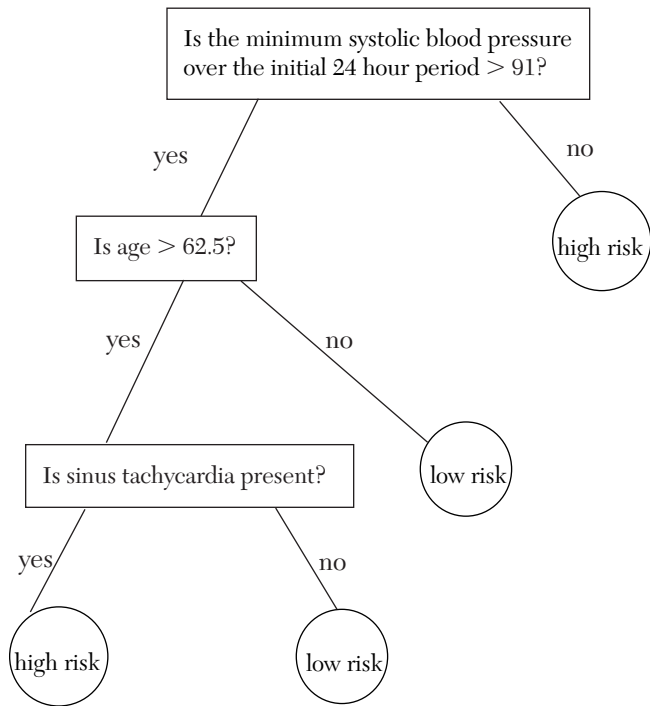 Is the minimum systolic blood pressure
over the initial 24 hour period > 91?
yes
no
Is age > 62.5?
high risk
yes
no
Is sinus tachycardia present?
low risk
yes
no
high risk
low risk